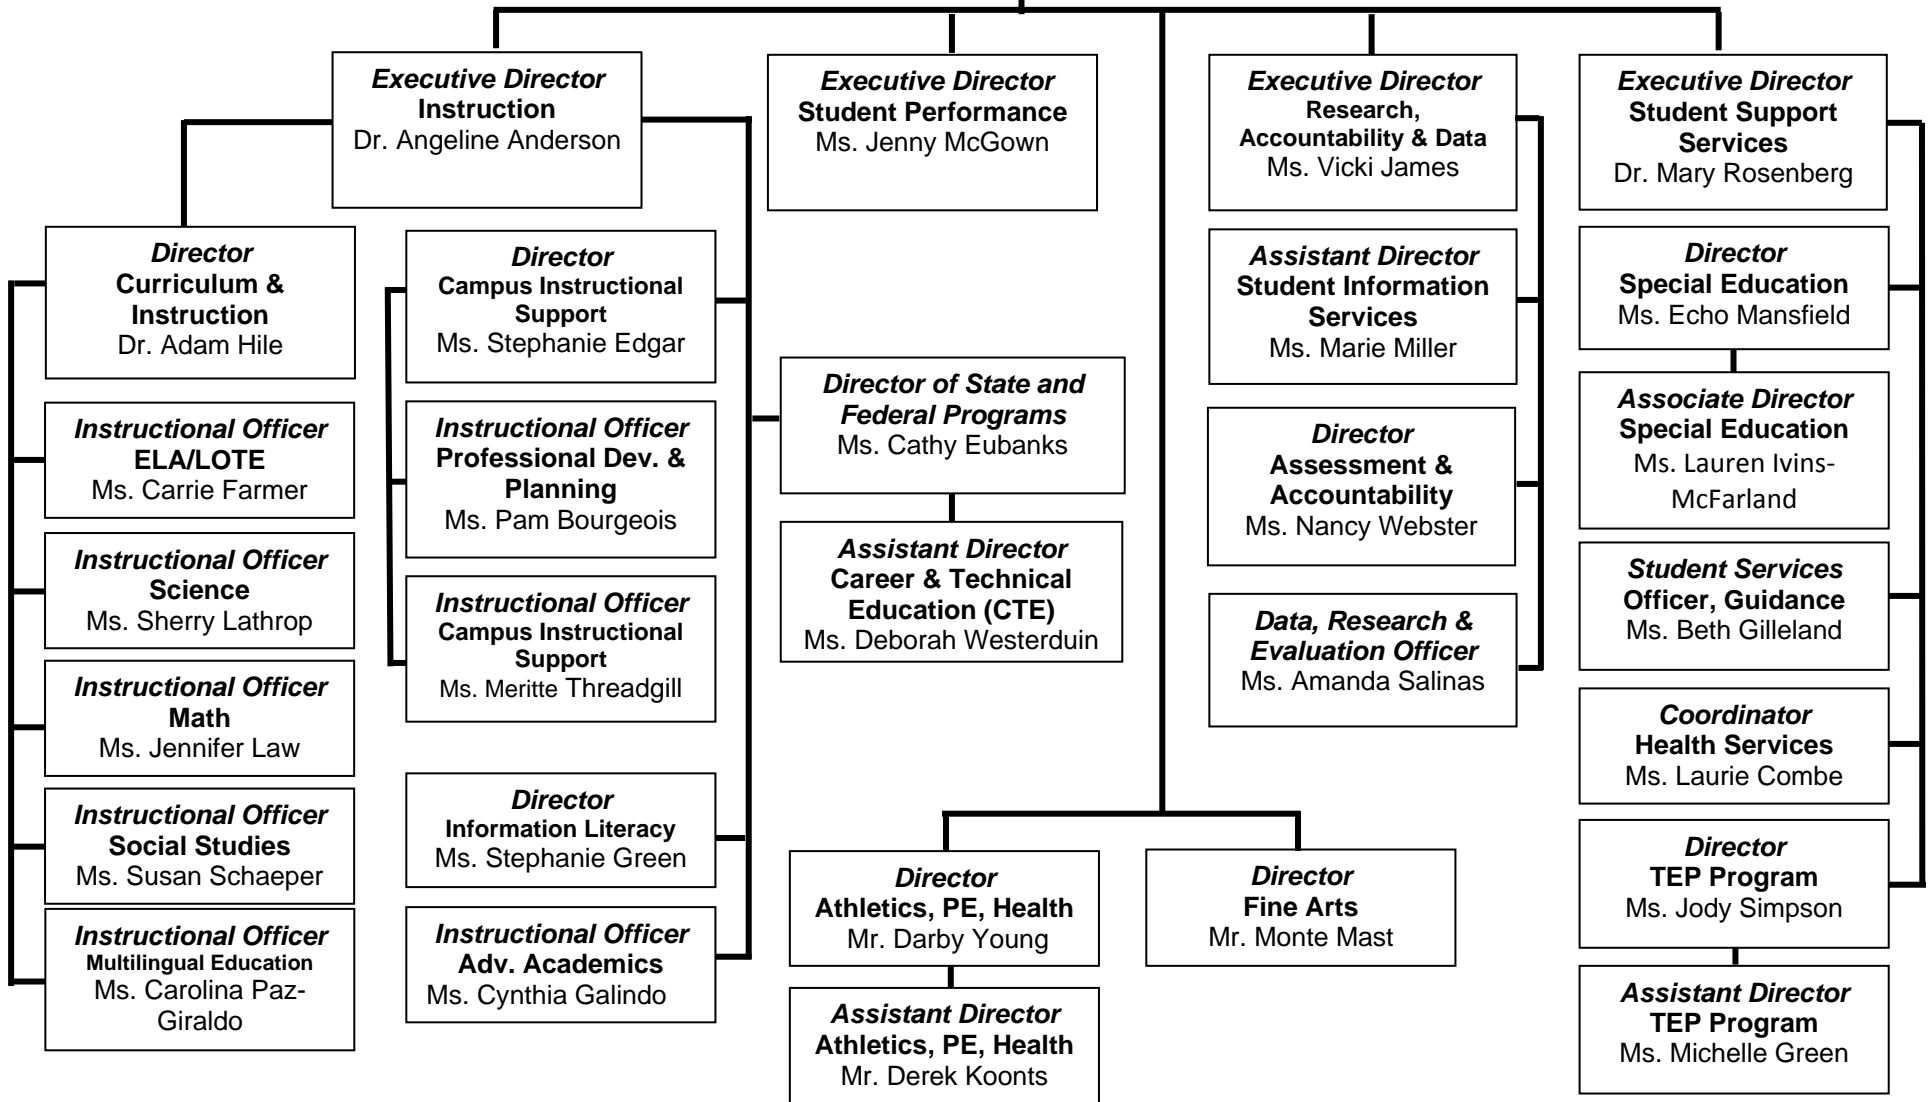 Executive Director
Instruction
Dr. Angeline Anderson
Executive Director
Student Performance
Ms. Jenny McGown
Executive Director
Research,
Accountability & Data
Ms. Vicki James
Executive Director
Student Support
Services
Dr. Mary Rosenberg
Director
Curriculum &
Instruction
Dr. Adam Hile
Instructional Officer
ELA/LOTE
Ms. Carrie Farmer
Instructional Officer
Science
Ms. Sherry Lathrop
Instructional Officer
Math
Ms. Jennifer Law
Instructional Officer
Social Studies
Ms. Susan Schaeper
Instructional Officer
Multilingual Education
Ms. Carolina Paz-
Giraldo
Director
Campus Instructional
Support
Ms. Stephanie Edgar
Instructional Officer
Professional Dev. &
Planning
Ms. Pam Bourgeois
Instructional Officer
Campus Instructional
Support
Ms. Meritte Threadgill
Director
Information Literacy
Ms. Stephanie Green
Instructional Officer
Adv. Academics
Ms. Cynthia Galindo
Director of State and
Federal Programs
Ms. Cathy Eubanks
Assistant Director
Career & Technical
Education (CTE)
Ms. Deborah Westerduin
Director
Athletics, PE, Health
Mr. Darby Young
Assistant Director
Athletics, PE, Health
Mr. Derek Koonts
Director
Fine Arts
Mr. Monte Mast
Assistant Director
Student Information
Services
Ms. Marie Miller
Director
Assessment &
Accountability
Ms. Nancy Webster
Data, Research &
Evaluation Officer
Ms. Amanda Salinas
Director
Special Education
Ms. Echo Mansfield
Associate Director
Special Education
Ms. Lauren Ivins-
McFarland
Student Services
Officer, Guidance
Ms. Beth Gilleland
Coordinator
Health Services
Ms. Laurie Combe
Director
TEP Program
Ms. Jody Simpson
Assistant Director
TEP Program
Ms. Michelle Green